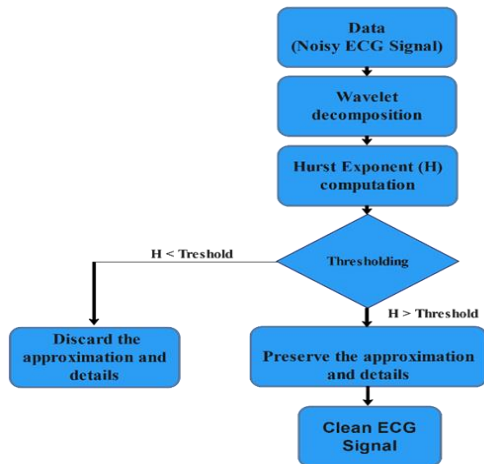 Data
(Noisy ECG Signal)
Wavelet
decomposition
Hurst Exponent (H)
computation
H < Treshold
Thresholding
H > Threshold
Discard the
approximation and
details
Preserve the approximation
and details
Clean ECG
Signal